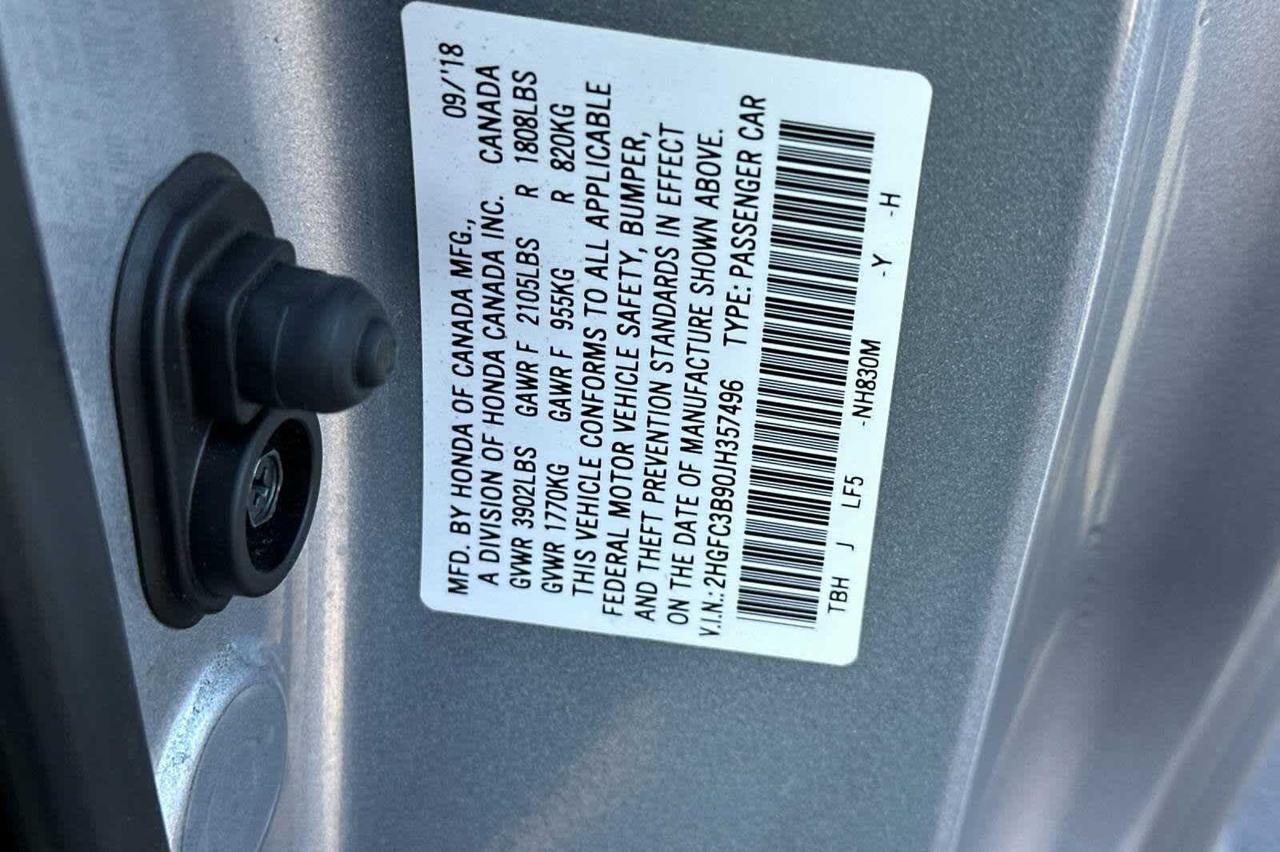 MFD. BY HONDA OF CANADA MFG., 09/'18
A DIVISION OF HONDA CANADA INC. CANADA
GVWR 3902LBS GAWR F 2105LBS R 1808LBS
GVWR 1770KG GAWR F 955KG R 820KG
THIS VEHICLE CONFORMS TO ALL APPLICABLE
FEDERAL MOTOR VEHICLE SAFETY, BUMPER,
AND THEFT PREVENTION STANDARDS IN EFFECT
ON THE DATE OF MANUFACTURE SHOWN ABOVE.
V.I.N.: 2HGFC3B90JH357496 TYPE: PASSENGER CAR
TBH J LF5 -NH830M -Y -H